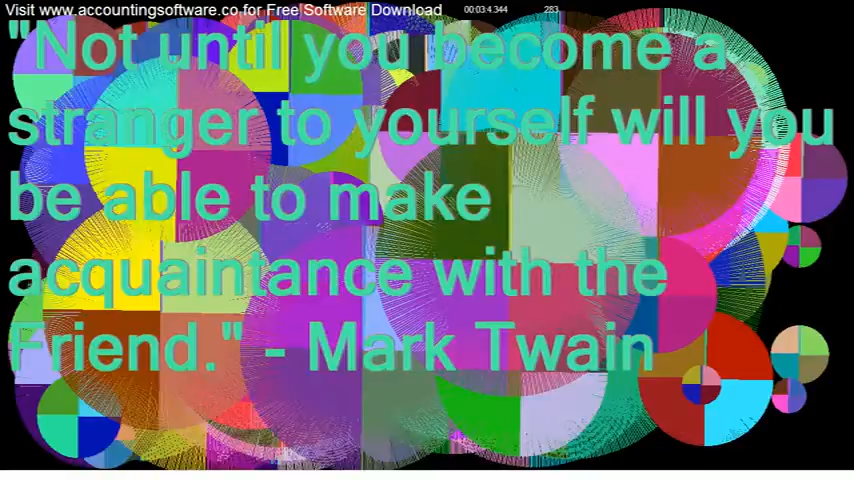 Visit www.accountingsoftware.co for Free Software Download 00:03:4.344 283
"Not until you become a
stranger to yourself will you
be able to make
acquaintance with the
Friend." - Mark Twain